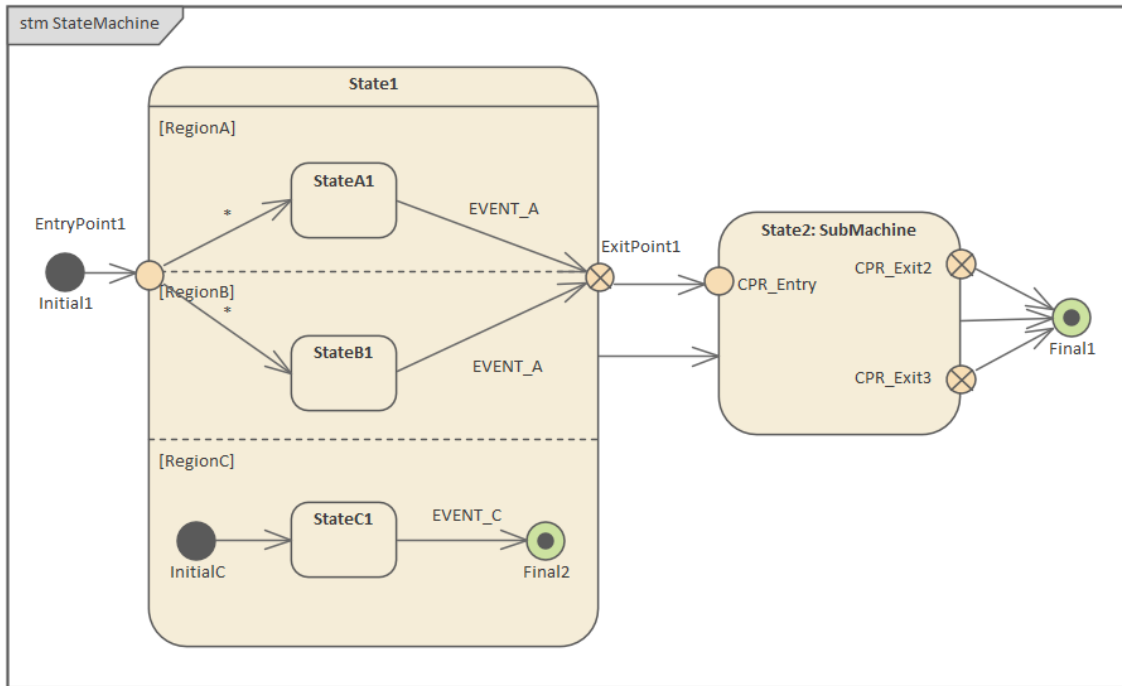 stm StateMachine
State1
[RegionA]
StateA1
*
EVENT_A
EntryPoint1
Initial1
ExitPoint1
State2: SubMachine
CPR_Exit2
CPR_Entry
[RegionB]
*
StateB1
EVENT_A
Final1
CPR_Exit3
[RegionC]
StateC1
EVENT_C
InitialC
Final2